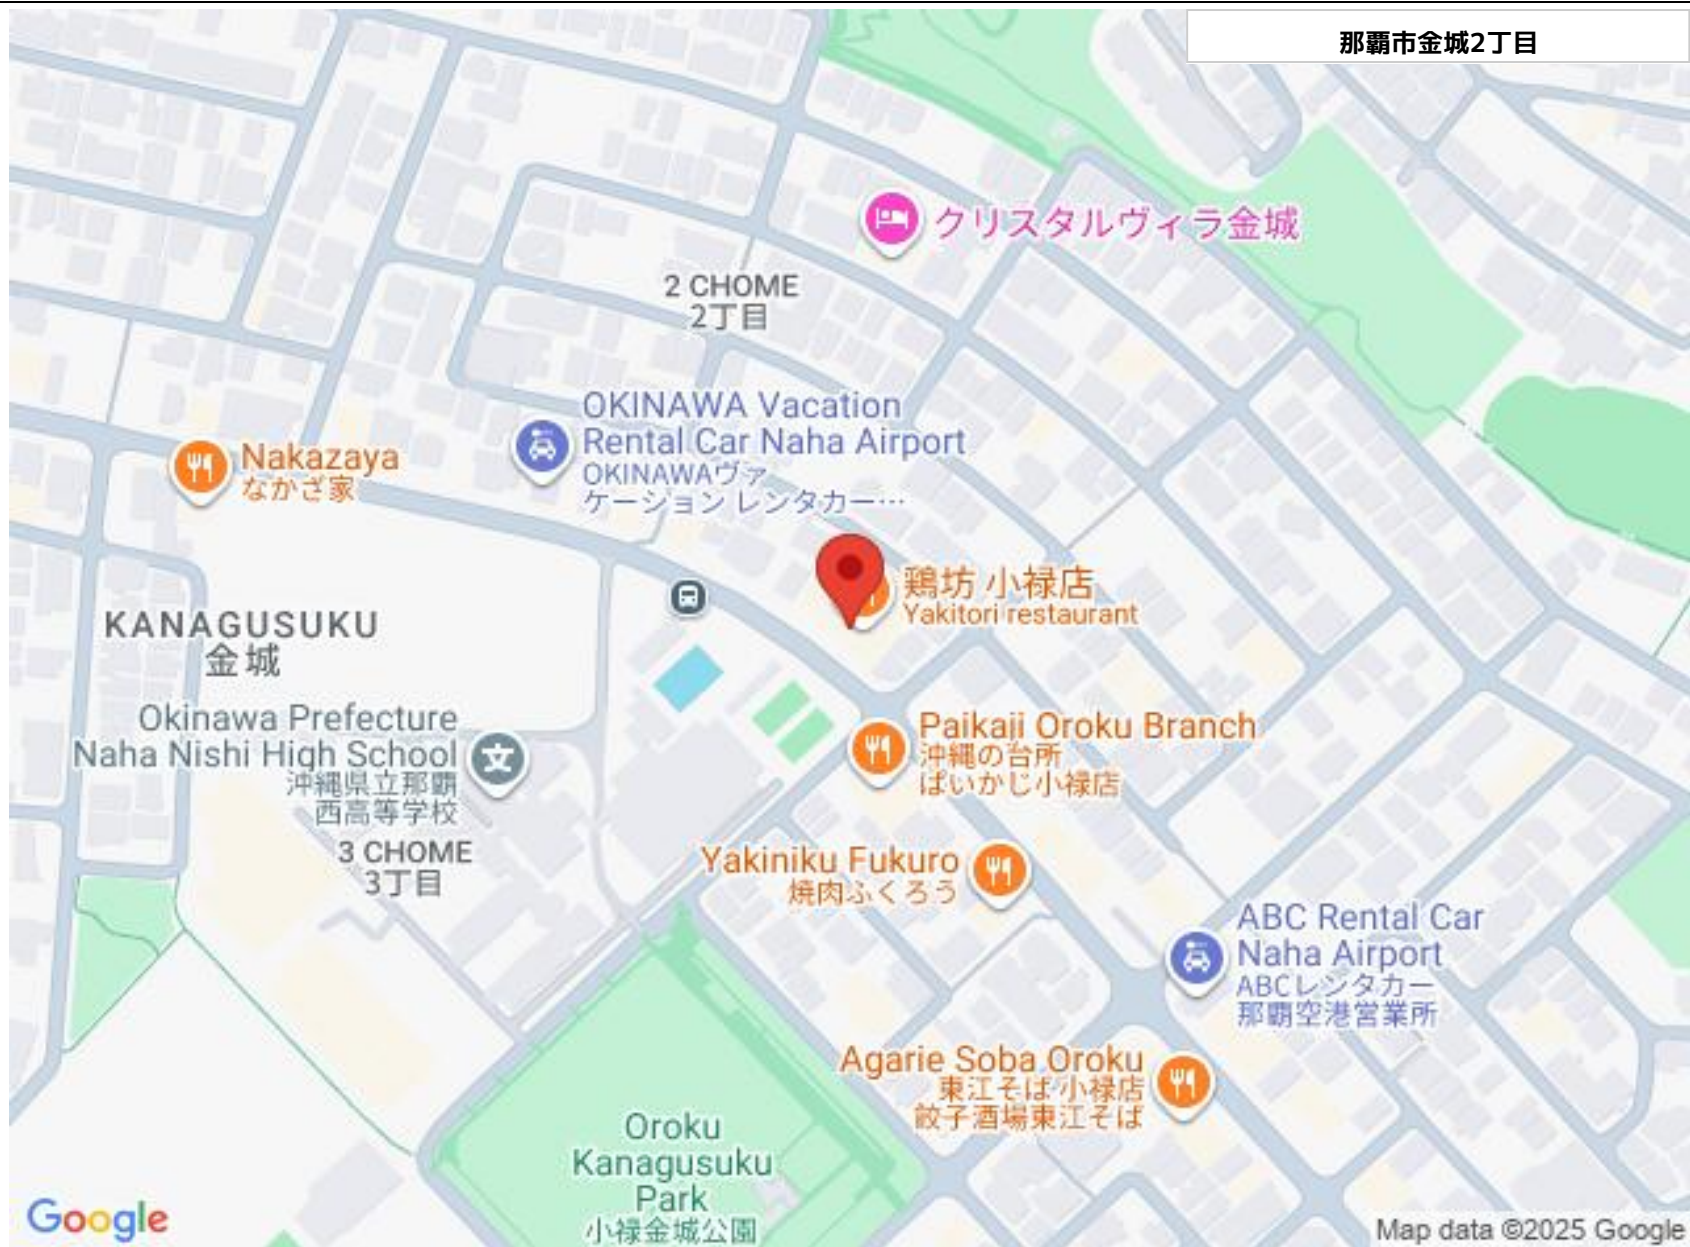 那覇市金城2丁目
クリスタルヴィラ金城
2 CHOME
2丁目
OKINAWA Vacation
Rental Car Naha Airport
OKINAWAヴァ
ケーション レンタカー…
Nakazaya
なかざ家
鶏坊 小禄店
Yakitori restaurant
KANAGUSUKU
金城
Okinawa Prefecture
Naha Nishi High School
沖縄県立那覇
西高等学校
Paikaji Oroku Branch
沖縄の台所
ぱいかじ小禄店
3 CHOME
3丁目
Yakiniku Fukuro
焼肉ふくろう
ABC Rental Car
Naha Airport
ABCレンタカー
那覇空港営業所
Agarie Soba Oroku
東江そば 小禄店
餃子酒場東江そば
Oroku
Kanagusuku
Park
小禄金城公園
Google
Map data ©2025 Google